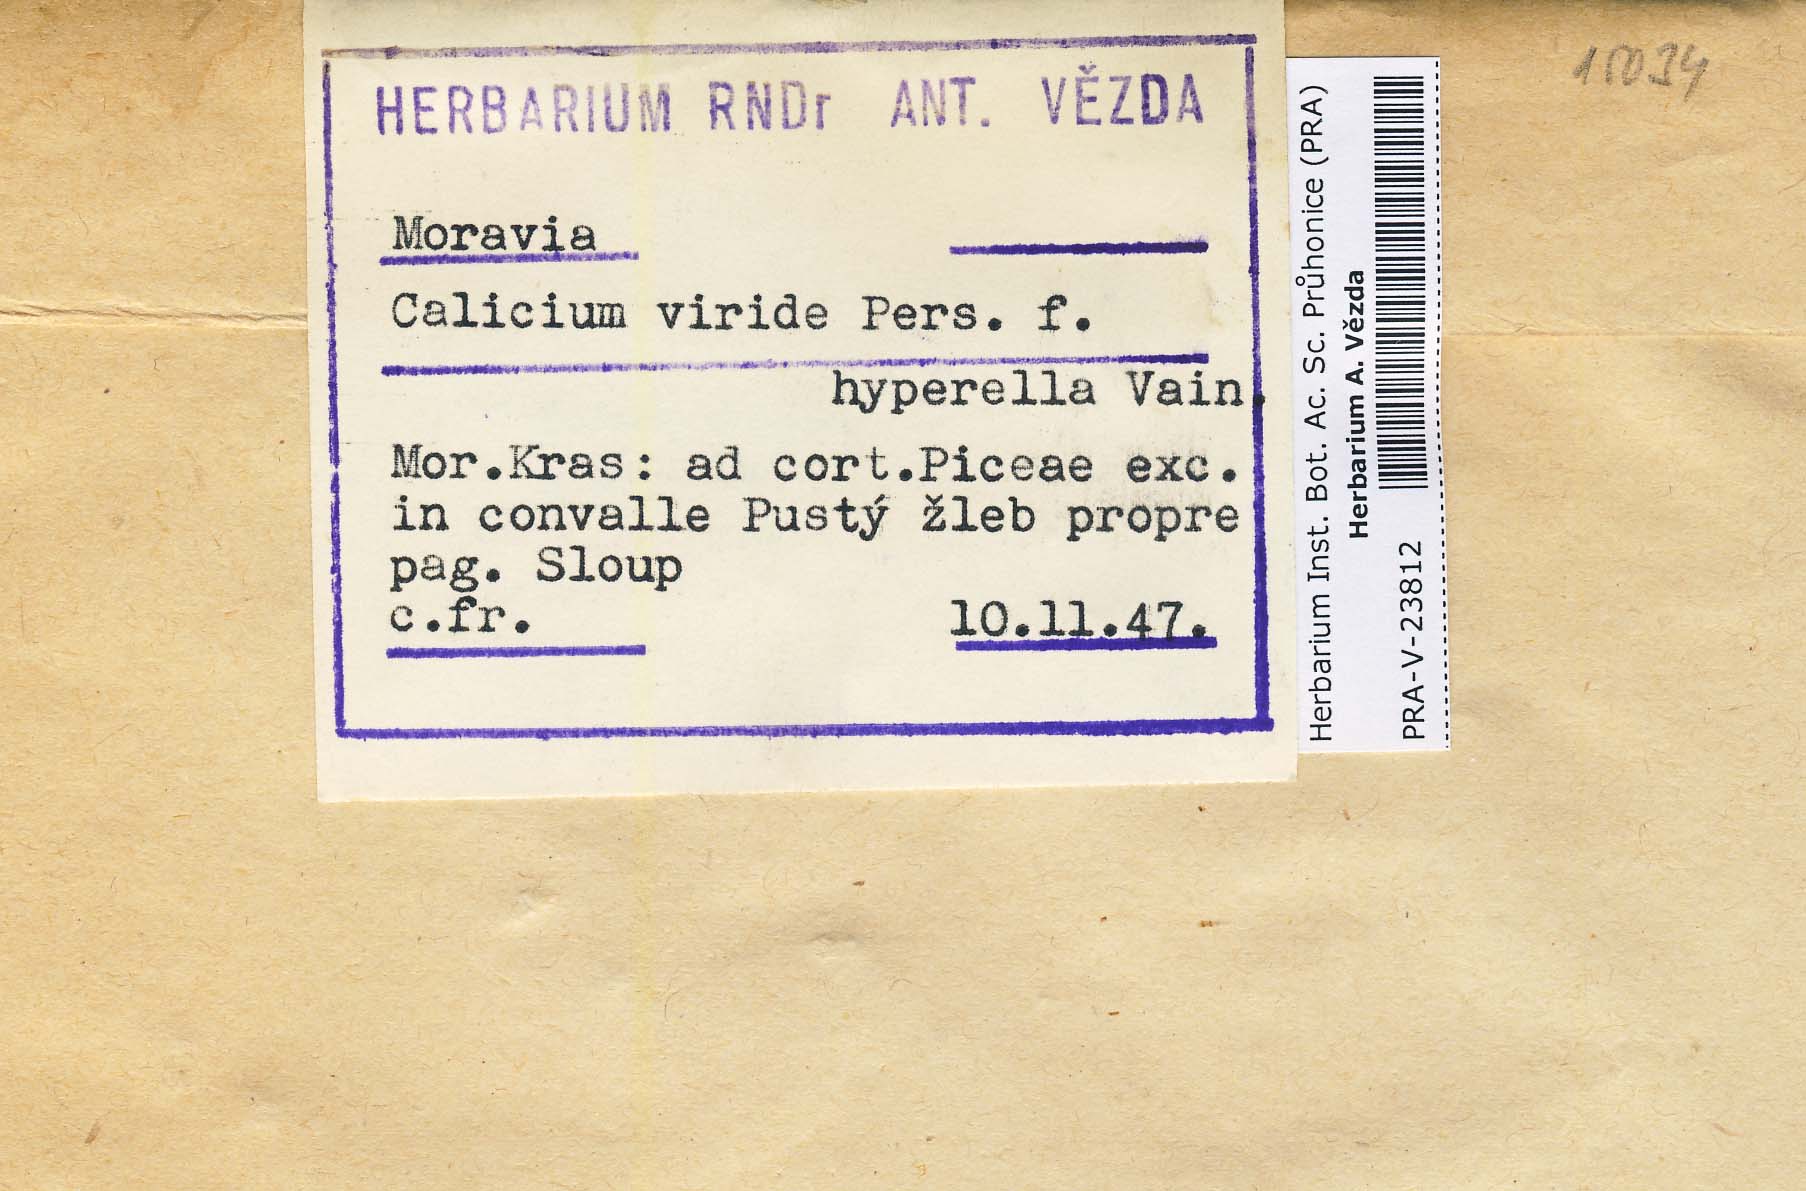 HERBARIUM RNDr ANT. VĚZDA
Moravia
Calicium viride Pers. f.
hyperella Vain.
Mor.Kras: ad cort.Piceae exc.
in convalle Pustý žleb propre
pag. Sloup
c.fr.
10.11.47.
Herbarium Inst. Bot. Ac. Sc. Průhonice (PRA)
Herbarium A. Vězda
PRA-V-23812
15034